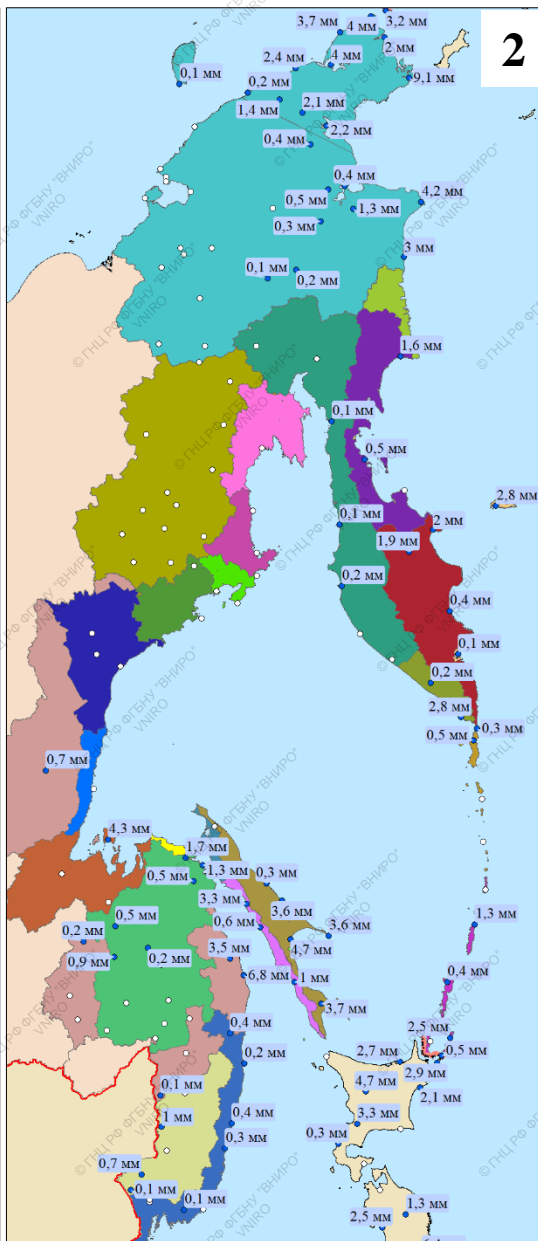 2
3,7 мм
4 мм
3,2 мм
2,4 мм
4 мм
2 мм
0,1 мм
0,2 мм
9,1 мм
1,4 мм
2,1 мм
2,2 мм
0,4 мм
0,4 мм
0,5 мм
4,2 мм
1,3 мм
0,3 мм
3 мм
0,1 мм
0,2 мм
1,6 мм
0,1 мм
0,5 мм
2,8 мм
0,1 мм
2 мм
1,9 мм
0,2 мм
0,4 мм
0,1 мм
0,2 мм
2,8 мм
0,3 мм
0,5 мм
0,7 мм
4,3 мм
1,7 мм
1,3 мм
0,5 мм
0,3 мм
3,3 мм
3,6 мм
0,5 мм
0,6 мм
3,6 мм
1,3 мм
0,2 мм
4,7 мм
0,9 мм
0,2 мм
3,5 мм
6,8 мм
1 мм
0,4 мм
3,7 мм
0,4 мм
2,5 мм
0,2 мм
2,7 мм
0,5 мм
2,9 мм
0,1 мм
4,7 мм
2,1 мм
1 мм
0,4 мм
3,3 мм
0,3 мм
0,3 мм
0,7 мм
0,1 мм
0,1 мм
1,3 мм
2,5 мм
© ГНЦ РФ ФГБНУ "ВНИРО"
VNIRO